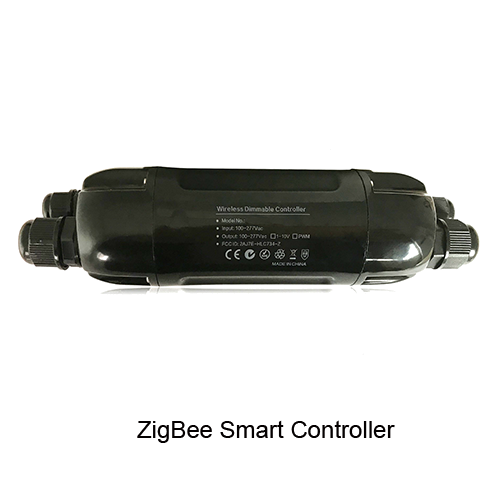 Wireless Dimmable Controller
• Model No.:
• Input: 100-277Vac
• Output: 100-277Vac □ 1-10V □ PWM
• FCC ID: 2AJ7E-HLC734-Z
CE
MADE IN CHINA
ZigBee Smart Controller